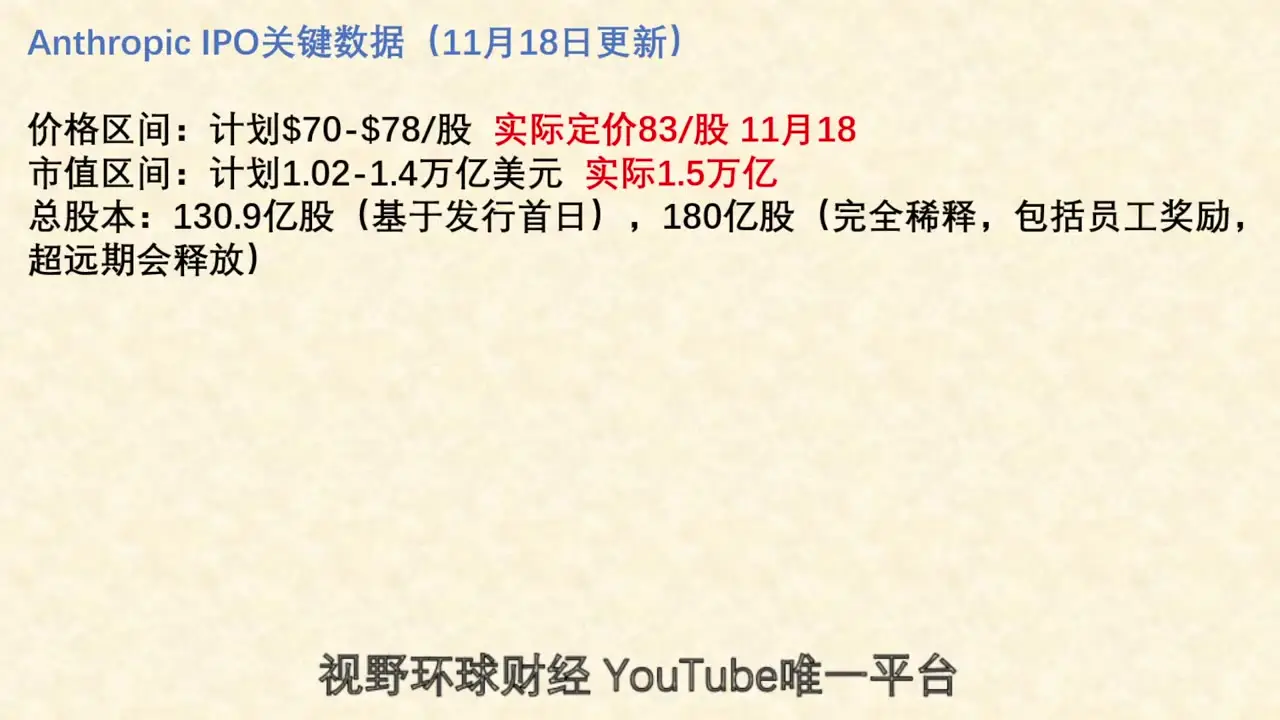 Anthropic IPO关键数据（11月18日更新）
价格区间：计划$70-$78/股 实际定价83/股 11月18
市值区间：计划1.02-1.4万亿美元 实际1.5万亿
总股本：130.9亿股（基于发行首日），180亿股（完全稀释，包括员工奖励，
超远期会释放）
视野环球财经 YouTube唯一平台